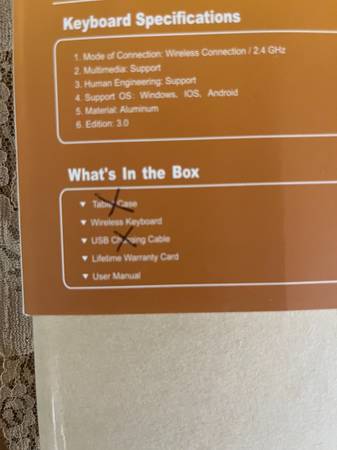 Keyboard Specifications
1. Mode of Connection: Wireless Connection / 2.4 GHz
2. Multimedia: Support
3. Human Engineering: Support
4. Support OS: Windows, IOS, Android
5. Material: Aluminum
6. Edition: 3.0
What's In the Box
▼ Tablet Case
▼ Wireless Keyboard
▼ USB Charging Cable
▼ Lifetime Warranty Card
▼ User Manual